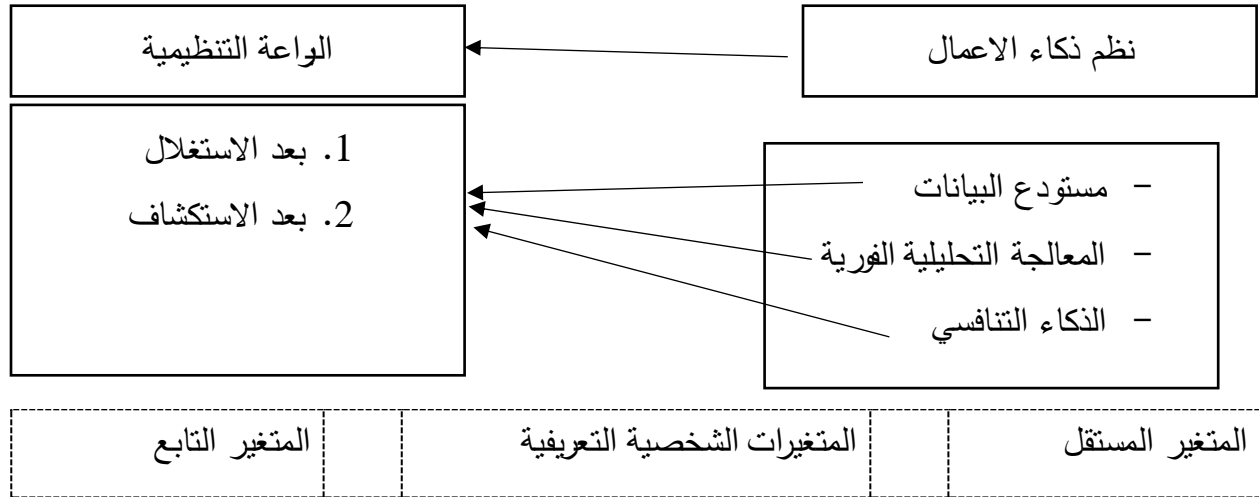 نظم ذكاء الاعمال
الواعة التنظيمية
- مستودع البيانات
- المعالجة التحليلية الفورية
- الذكاء التنافسي
1. بعد الاستغلال
2. بعد الاستكشاف
المتغير المستقل
المتغيرات الشخصية التعريفية
المتغير التابع